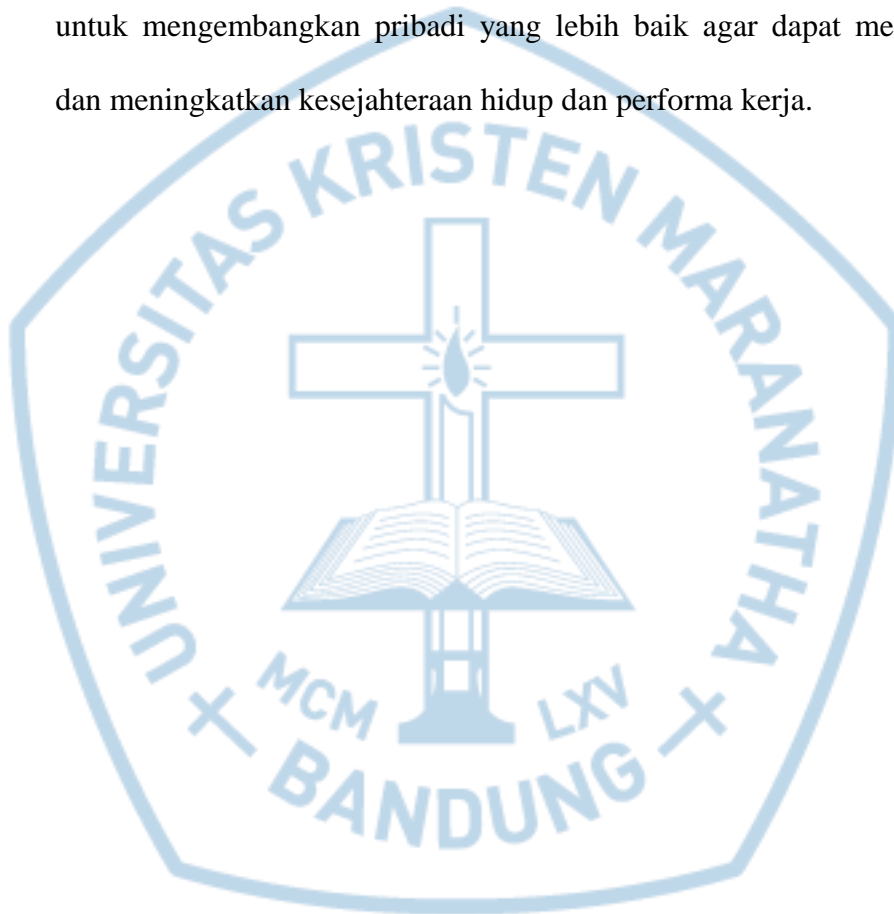 untuk mengembangkan pribadi yang lebih baik agar dapat me
dan meningkatkan kesejahteraan hidup dan performa kerja.
UNIVERSITAS KRISTEN MARANATHA
MCM LXV
BANDUNG